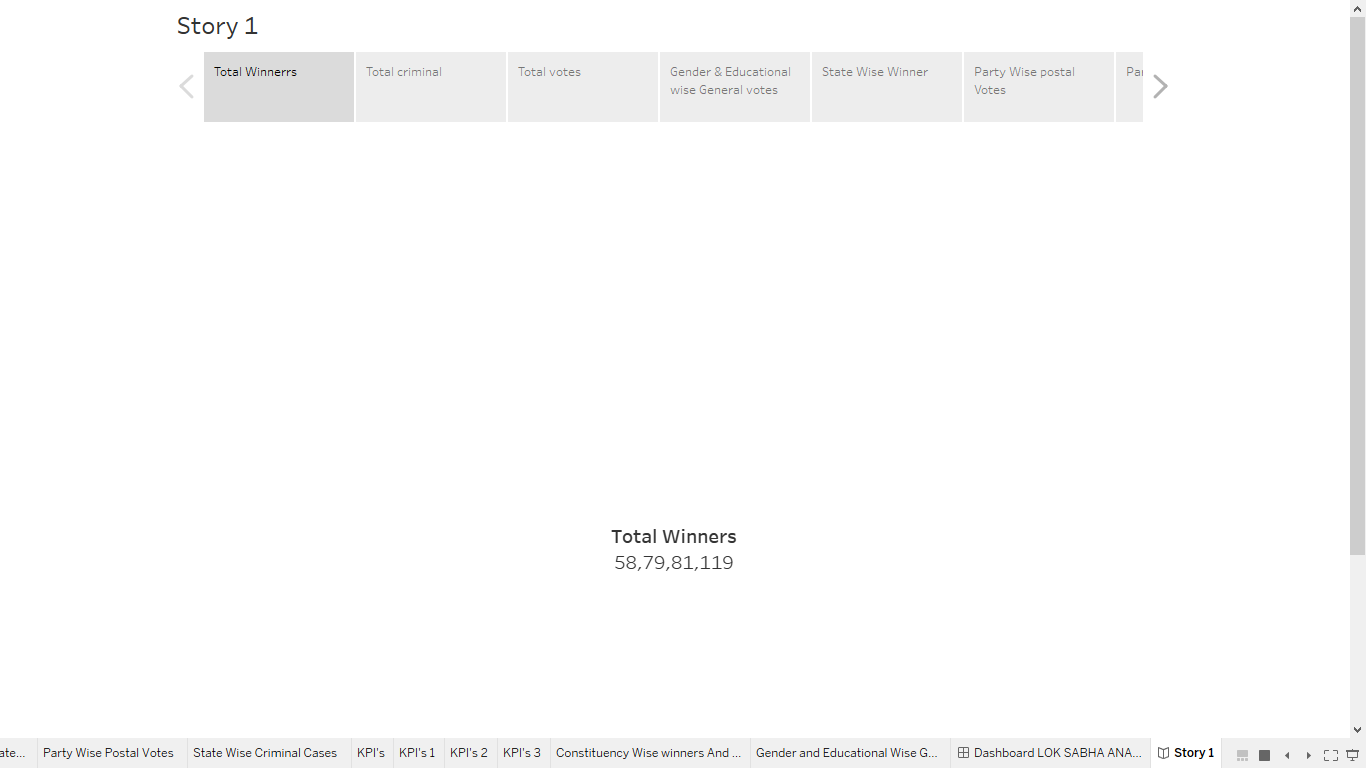 Story 1
Total Winnerrs
Total criminal
Total votes
Gender & Educational
wise General votes
State Wise Winner
Party Wise postal
Votes
Par
Total Winners
58,79,81,119
ate...
Party Wise Postal Votes
State Wise Criminal Cases
KPI's
KPI's 1
KPI's 2
KPI's 3
Constituency Wise winners And ...
Gender and Educational Wise G...
Dashboard LOK SABHA ANA...
Story 1